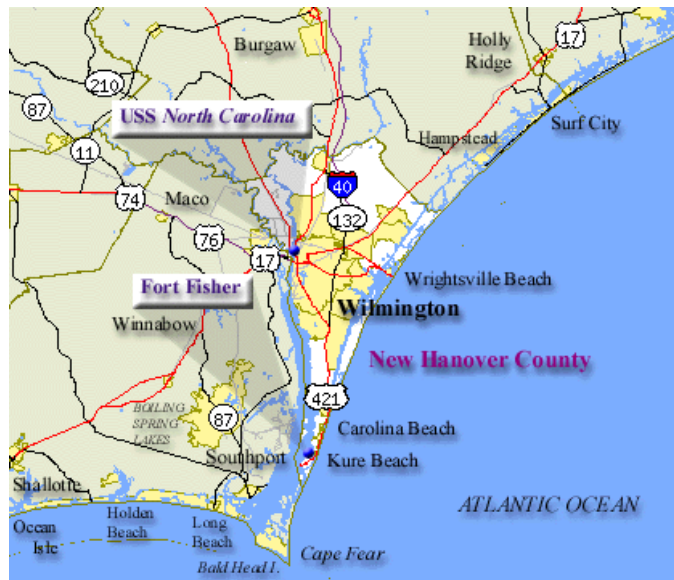 Burgaw
Holly
Ridge
17
210
87
USS North Carolina
Surf City
Hampstead
11
40
74
Maco
132
76
17
Wrightsville Beach
Fort Fisher
Wilmington
Winnabow
New Hanover County
421
BOILING
SPRING
LAKES
87
Carolina Beach
Southport
Kure Beach
Shallotte
ATLANTIC OCEAN
Ocean
Isle
Holden
Beach
Long
Beach
Cape Fear
Bald Head I.